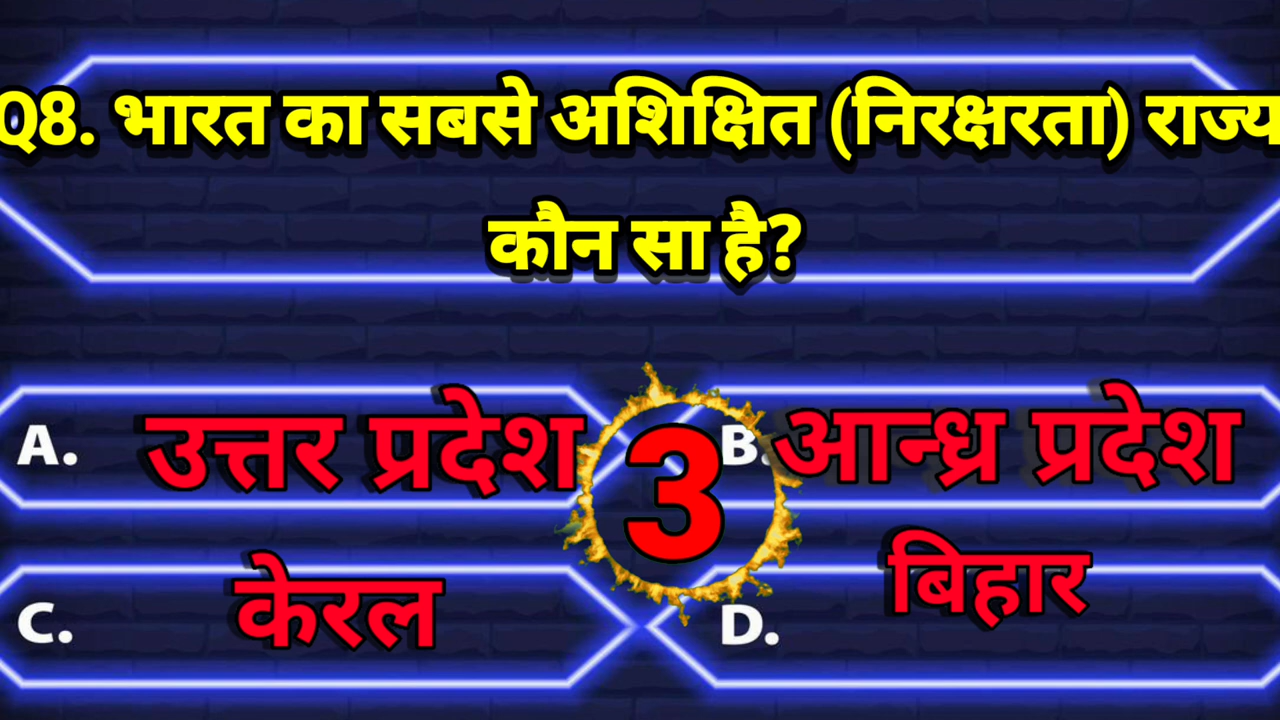 Q8. भारत का सबसे अशिक्षित (निरक्षरता) राज्य
कौन सा है?
A. उत्तर प्रदेश
B. आन्ध्र प्रदेश
3
C. केरल
D. बिहार